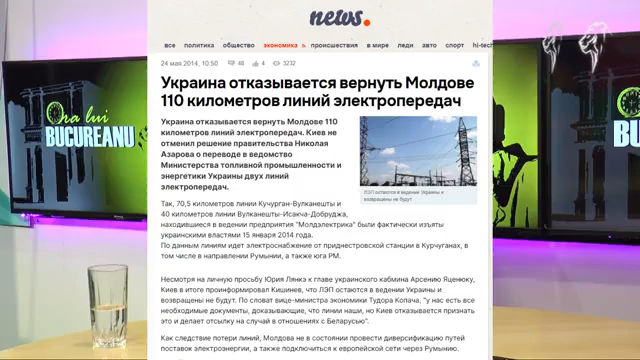 news.
все политика общество экономика происшествия в мире леди авто спорт hi-tech
24 мая 2014, 10:50 48 4 3232
Украина отказывается вернуть Молдове
110 километров линий электропередач
Украина отказывается вернуть Молдове 110
километров линий электропередач. Киев не
отменил решение правительства Николая
Азарова о переводе в ведомство
Министерства топливной промышленности и
энергетики Украины двух линий
электропередач.
ЛЭП остаются в ведении Украины и
возвращены не будут
Так, 70,5 километров линии Кучурган-Вулканешты и
40 километров линии Вулканешты-Исакча-Добруджа,
находившиеся в ведении предприятия "Молдэлектрика" были фактически изъяты
украинскими властями 15 января 2014 года.
По данным линиям идет электроснабжение от приднестровской станции в Курчуганах, в
том числе в направлении Румынии, а также юга РМ.
Несмотря на личную просьбу Юрия Лянкэ к главе украинского кабмина Арсению Яценюку,
Киев в итоге проинформировал Кишинев, что ЛЭП остаются в ведении Украины и
возвращены не будут. По словат вице-министра экономики Тудора Копача, "у нас есть все
необходимые документы, доказывающие, что линии наши, но Киев отказывается признать
это и делает отсылку на случай в отношениях с Беларусью".
Как следствие потери линий, Молдова не в состоянии провести диверсификацию путей
поставок электроэнергии, а также подключиться к европейской сети через Румынию.
Ora lui
BUCUREANU
BUCUREANU